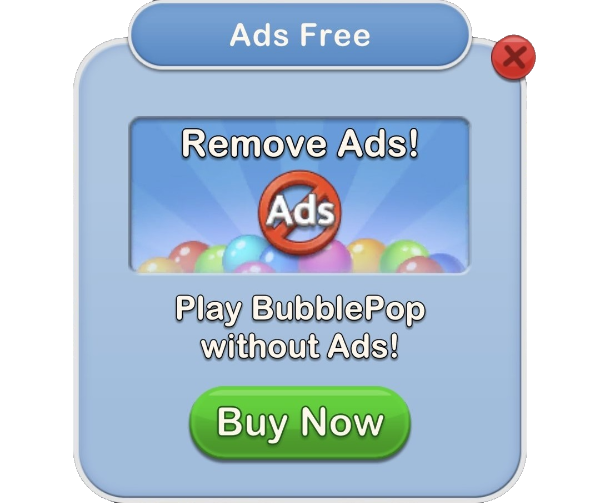 Ads Free
Remove Ads!
Ads
Play BubblePop
without Ads!
Buy Now